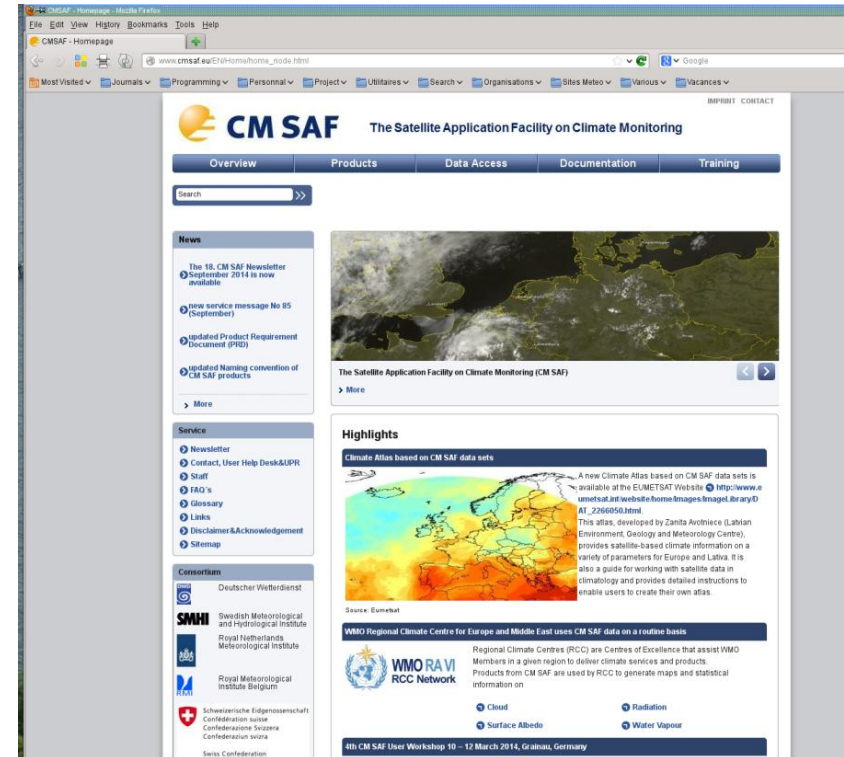 CMSAF - Homepage - Mozilla Firefox
File Edit View History Bookmarks Tools Help
CMSAF - Homepage
www.cmsaf.eu/EN/Home/home_node.html
Google
Most Visited Journals Programming Personnal Project Utilitaires Search Organisations Sites Meteo Various Vacances
IMPRINT CONTACT
CM SAF The Satellite Application Facility on Climate Monitoring
Overview Products Data Access Documentation Training
Search
News
The 18. CM SAF Newsletter
September 2014 is now
available
new service message No 85
(September)
updated Product Requirement
Document (PRD)
updated Naming convention of
CM SAF products
More
The Satellite Application Facility on Climate Monitoring (CM SAF)
More
Service
Newsletter
Contact, User Help Desk&UPR
Staff
FAQ's
Glossary
Links
Disclaimer&Acknowledgement
Sitemap
Consortium
Deutscher Wetterdienst
SMHI
Swedish Meteorological
and Hydrological Institute
Royal Netherlands
Meteorological Institute
RMI
Royal Meteorological
Institute Belgium
Schweizerische Eidgenossenschaft
Confédération suisse
Confederazione Svizzera
Confederaziun svizra
Swiss Confederation
Highlights
Climate Atlas based on CM SAF data sets
A new Climate Atlas based on CM SAF data sets is
available at the EUMETSAT Website http://www.e
umetsat.int/website/home/Images/ImageLibrary/D
AT_2266050.html.
This atlas, developed by Zanita Avotniece (Latvian
Environment, Geology and Meteorology Centre),
provides satellite-based climate information on a
variety of parameters for Europe and Latvia. It is
also a guide for working with satellite data in
climatology and provides detailed instructions to
enable users to create their own atlas.
Source: Eumetsat
WMO Regional Climate Centre for Europe and Middle East uses CM SAF data on a routine basis
WMO RA VI
RCC Network
Regional Climate Centres (RCC) are Centres of Excellence that assist WMO
Members in a given region to deliver climate services and products.
Products from CM SAF are used by RCC to generate maps and statistical
information on
Cloud Radiation
Surface Albedo Water Vapour
4th CM SAF User Workshop 10 – 12 March 2014, Grainau, Germany